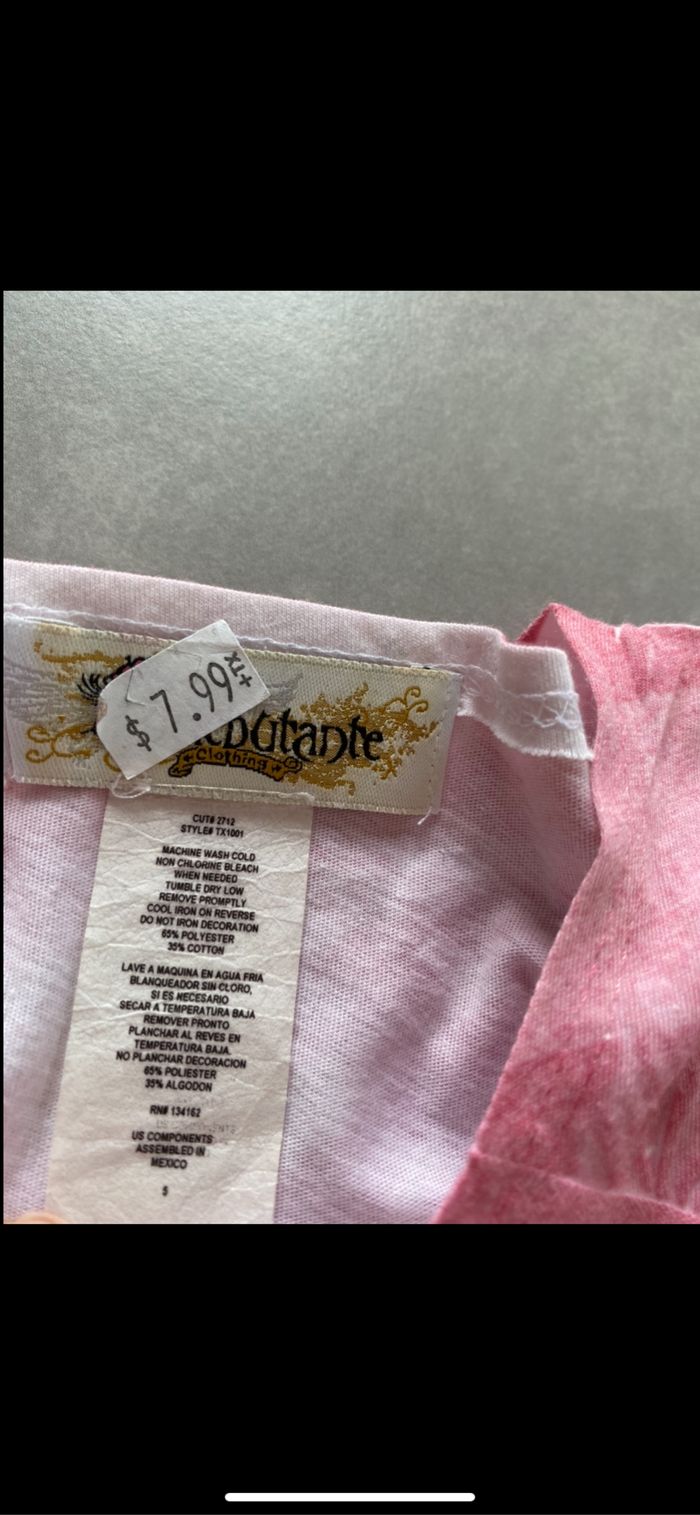 $ 7.99
Clothing
CUT# 2712
STYLE# TX1001
MACHINE WASH COLD
NON CHLORINE BLEACH
WHEN NEEDED
TUMBLE DRY LOW
REMOVE PROMPTLY
COOL IRON ON REVERSE
DO NOT IRON DECORATION
65% POLYESTER
35% COTTON
LAVE A MAQUINA EN AGUA FRIA
BLANQUEADOR SIN CLORO,
SI ES NECESARIO
SECAR A TEMPERATURA BAJA
REMOVER PRONTO
PLANCHAR AL REVES EN
TEMPERATURA BAJA.
NO PLANCHAR DECORACION
65% POLIESTER
35% ALGODON
RN# 134162
US COMPONENTS
ASSEMBLED IN
MEXICO
5